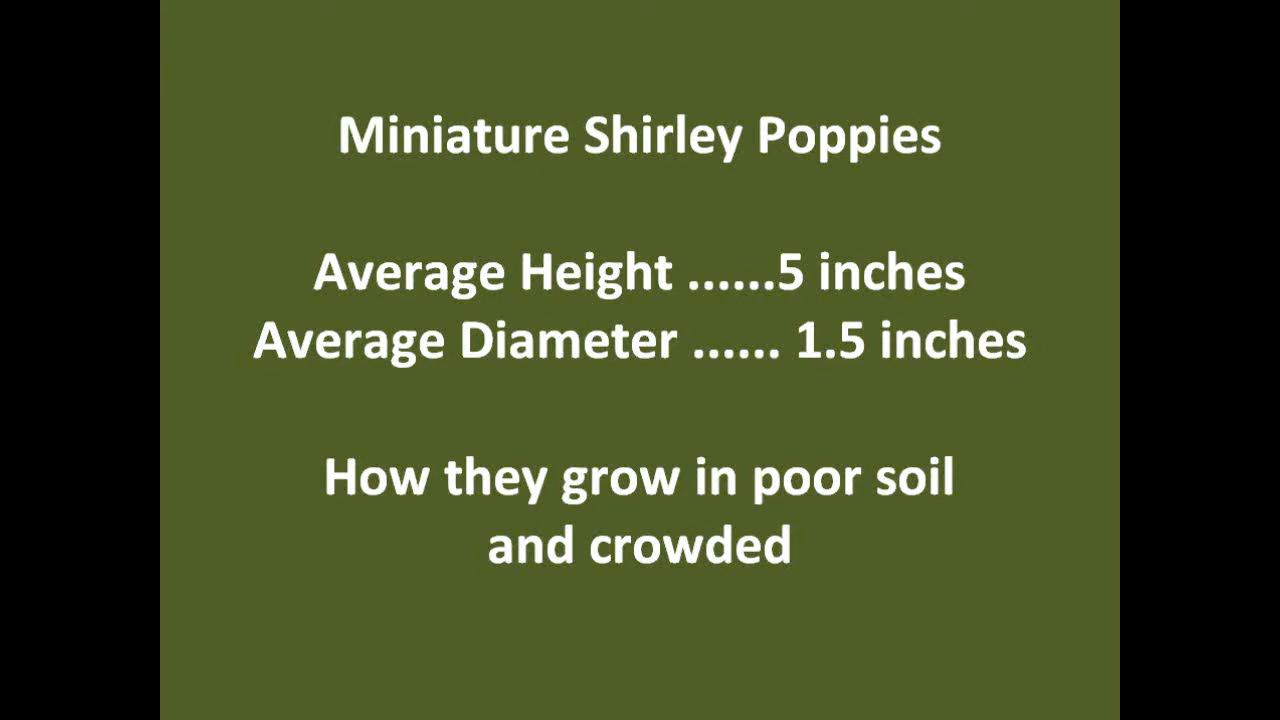 Miniature Shirley Poppies
Average Height ......5 inches
Average Diameter ...... 1.5 inches
How they grow in poor soil
and crowded